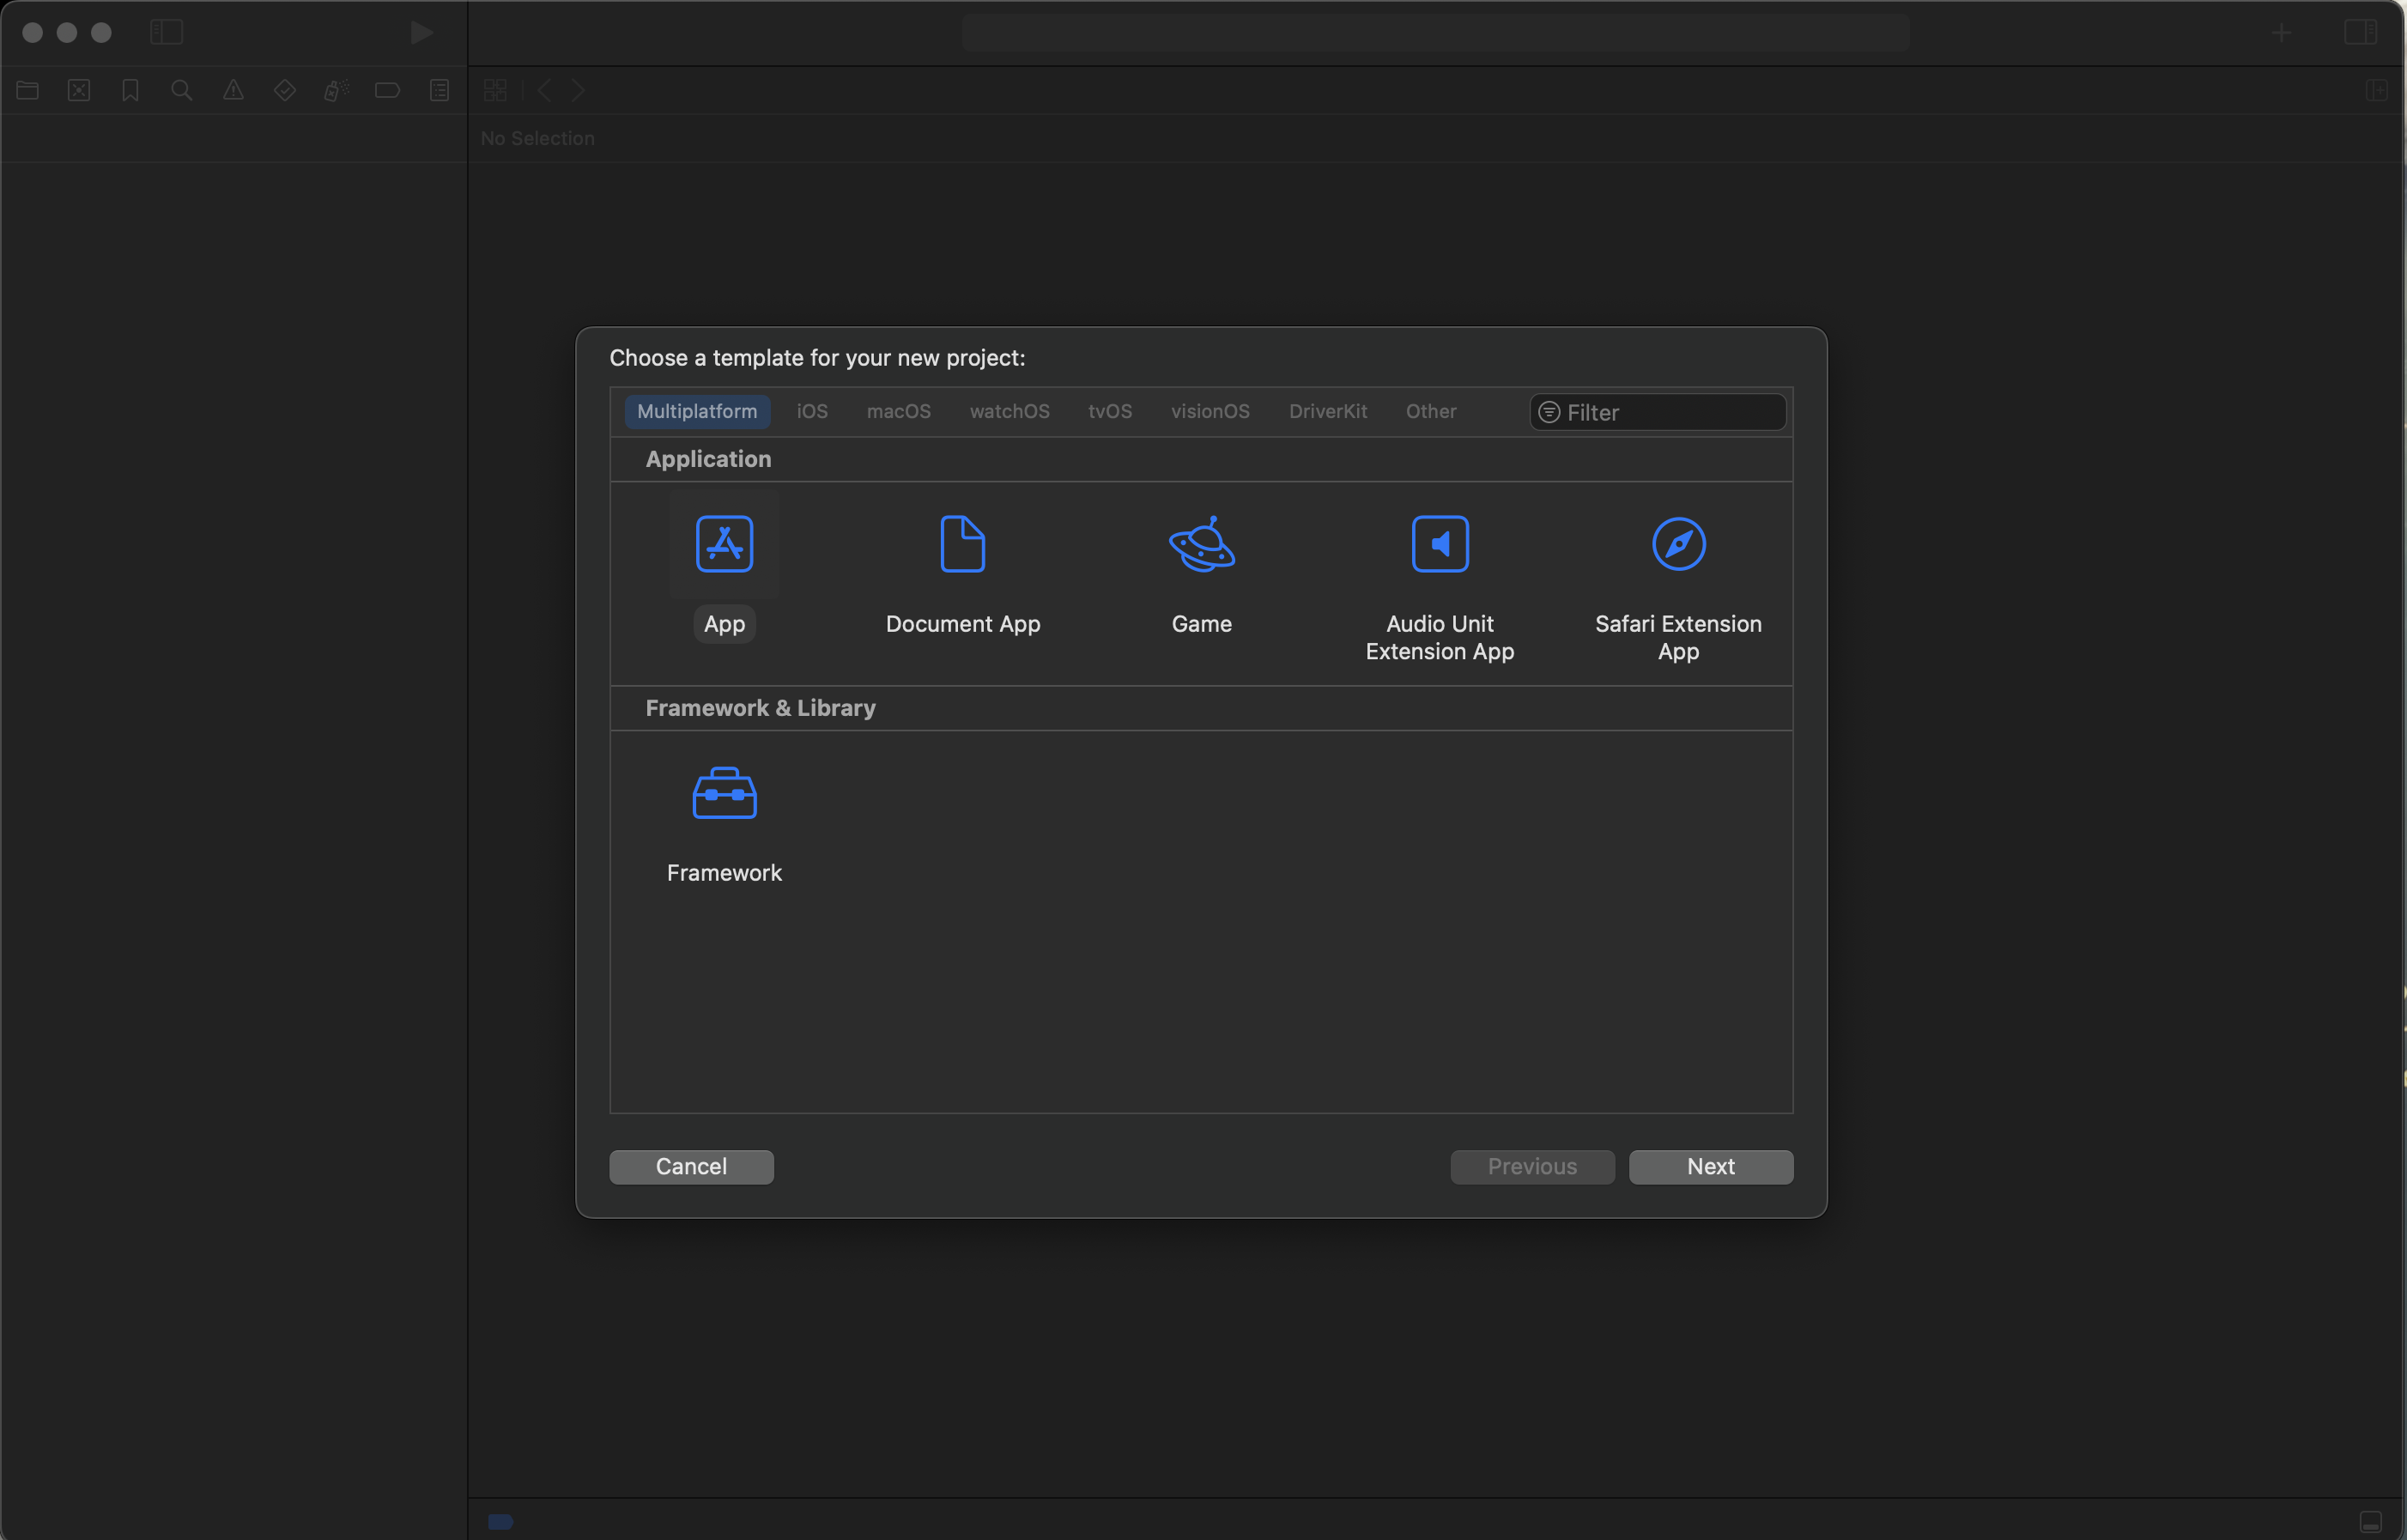 No Selection
Choose a template for your new project:
Multiplatform iOS macOS watchOS tvOS visionOS DriverKit Other Filter
Application
App Document App Game Audio Unit Extension App Safari Extension App
Framework & Library
Framework
Cancel Previous Next